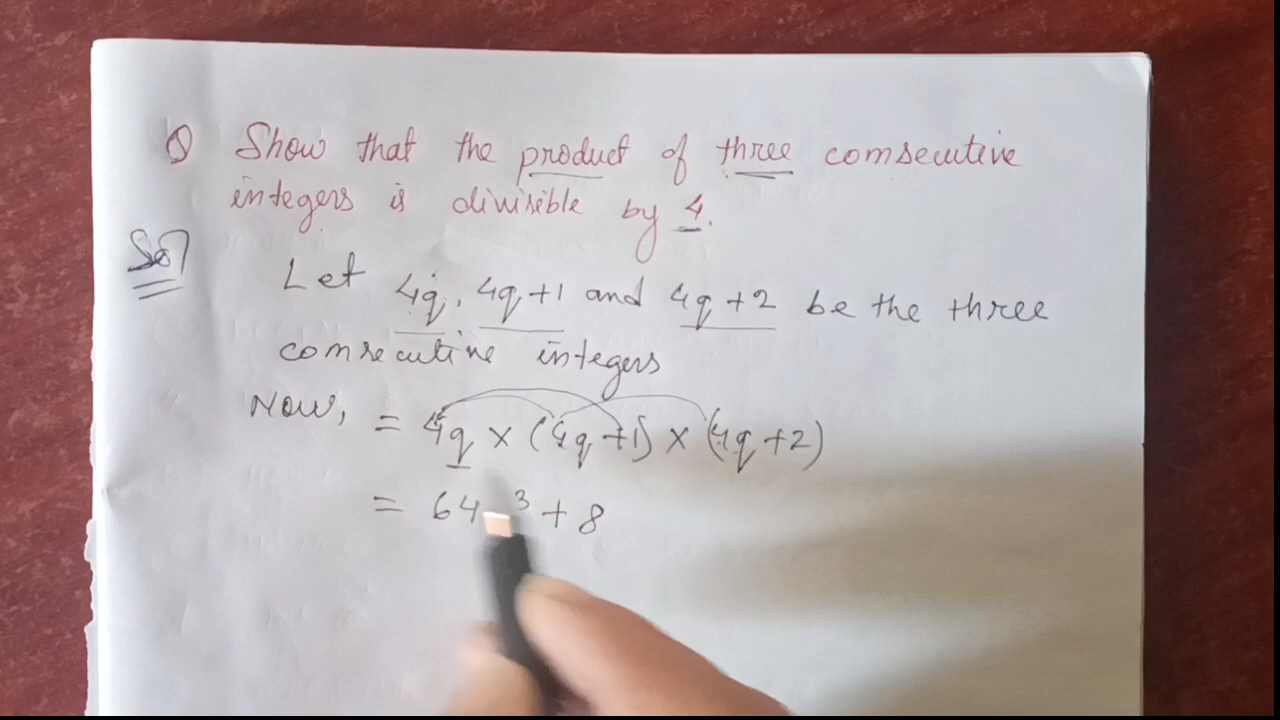 Q Show that the product of three comsecutive
integers is divisible by 4.
Sol
Let 4q, 4q+1 and 4q+2 be the three
comsecutive integers
Now, = 4q × (4q+1) × (4q+2)
= 64 ³ + 8